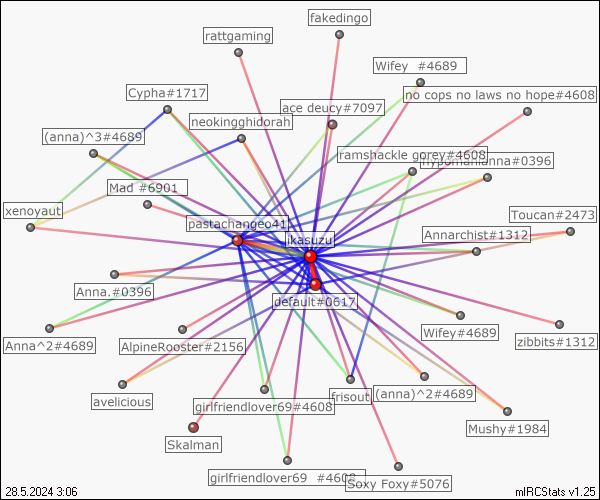 fakedingo
rattgaming
Wifey  #4689
Cypha#1717
no cops no laws no hope#4608
ace deucy#7097
neokingghidorah
(anna)^3#4689
ramshackle gorey#4608
hypomanianna#0396
Mad #6901
xenoyaut
Toucan#2473
pastachangeo41
Annarchist#1312
ikasuzu
Anna.#0396
default#0617
Anna^2#4689
AlpineRooster#2156
Wifey#4689
zibbits#1312
avelicious
girlfriendlover69#4608
frisout
(anna)^2#4689
Mushy#1984
Skalman
girlfriendlover69  #4608
Soxy Foxy#5076
28.5.2024 3:06
mIRCStats v1.25